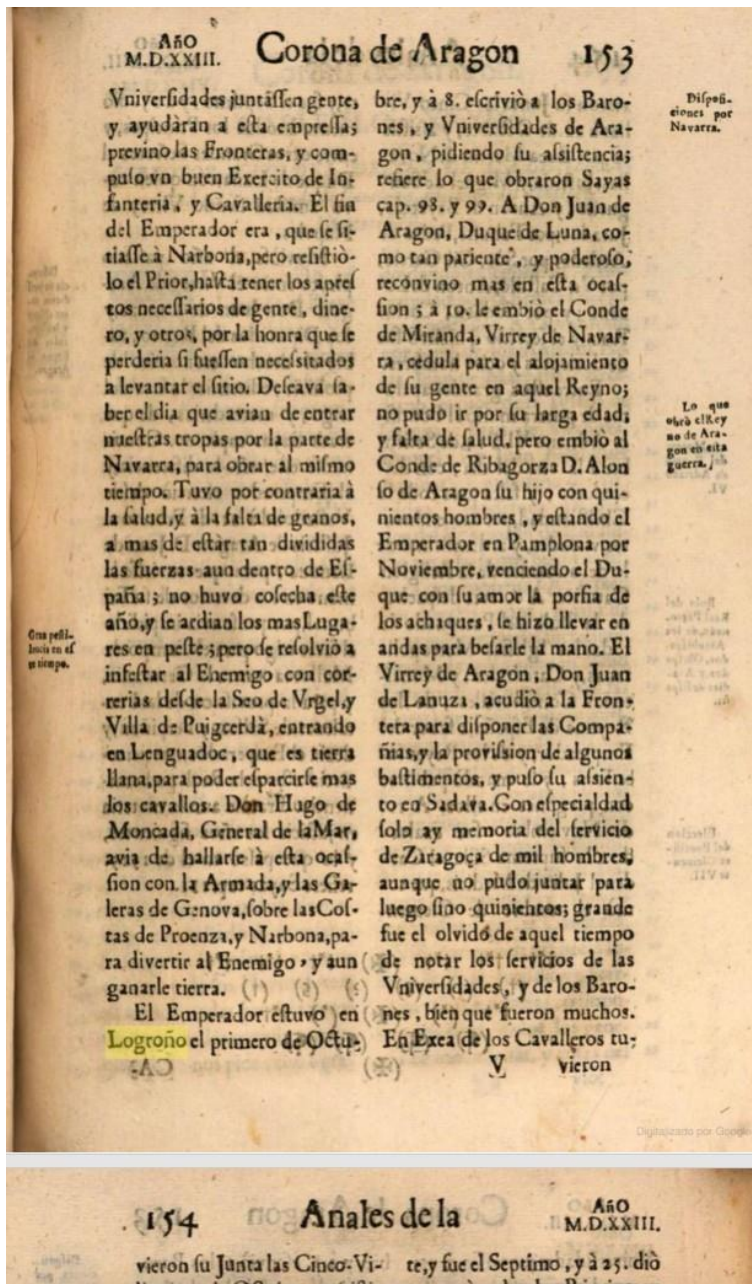 AñO
M.D.XXIII.
Corona de Aragon
153
Vniversidades juntàssen gente,
y ayudàran a esta empressa;
previno las Fronteras, y com-
puso vn buen Exercito de In-
fanteria, y Cavalleria. El fin
del Emperador era, que se si-
tiasse à Narbona, pero resistiò-
lo el Prior, hasta tener los apres
tos necessarios de gente, dine-
ro, y otros, por la honra que se
perderia si fuessen necessitados
a levantar el sitio. Deseava sa-
ber el dia que avian de entrar
nuestras tropas por la parte de
Navarra, para obrar al mismo
tiempo. Tuvo por contraria à
la salud, y à la falta de granos,
a mas de estar tan divididas
las fuerzas aun dentro de Es-
paña; no huvo cosecha este
año, y se ardian los mas Luga-
res en peste; pero se resolviò a
infestar al Enemigo con cor-
rerias desde la Seo de Vrgel, y
Villa de Puigcerdà, entrando
en Lenguadoc, que es tierra
llana, para poder esparcirse mas
los cavallos. Don Hugo de
Moncada, General de la Mar,
avia de hallarse à esta ocas-
sion con la Armada, y las Ga-
leras de Genova, sobre las Cos-
tas de Proenza, y Narbona, pa-
ra divertir al Enemigo, y aun
ganarle tierra.
El Emperador estuvo en
Logroño el primero de Octu-
Gran pesti-
lencia en es
te tiempo.
bre, y à 8. escriviò a los Baro-
nes, y Vniversidades de Ara-
gon, pidiendo su assistencia;
refiere lo que obraron Sayas
cap. 98. y 99. A Don Juan de
Aragon, Duque de Luna, co-
mo tan pariente, y poderoso,
reconvino mas en esta ocas-
sion; à 10. le embiò el Conde
de Miranda, Virrey de Navar-
ra, cedula para el alojamiento
de su gente en aquel Reyno;
no pudo ir por su larga edad,
y falta de salud, pero embiò al
Conde de Ribagorza D. Alon
so de Aragon su hijo con qui-
nientos hombres, y estando el
Emperador en Pamplona por
Noviembre, venciendo el Du-
que con su amor la porfia de
los achaques, se hizo llevar en
andas para besarle la mano. El
Virrey de Aragon, Don Juan
de Lanuza, acudiò a la Fron-
tera para disponer las Compa-
ñias, y la provission de algunos
bastimentos, y puso su assien-
to en Sadava. Con especialdad
solo ay memoria del servicio
de Zaragoça de mil hombres,
aunque no pudo juntar para
luego sino quinientos; grande
fue el olvido de aquel tiempo
de notar los servicios de las
Vniversidades, y de los Baro-
nes, bien que fueron muchos.
En Exea de los Cavalleros tu-
V vieron
Disposi-
ciones por
Navarra.
Lo que
obrò el Rey
no de Ara-
gon en esta
guerra.
Digitalizado por Google
154
Anales de la
AñO
M.D.XXIII.
vieron su Junta las Cinco-Vi-
te, y fue el Septimo, y à 25. diò